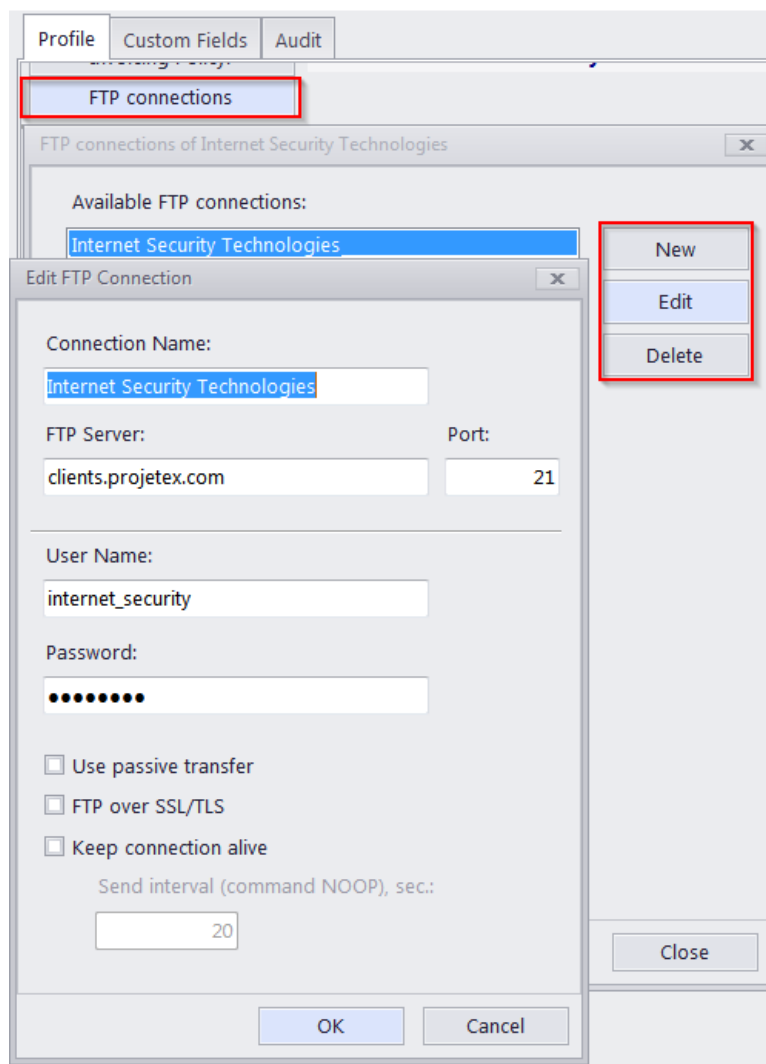 Profile
Custom Fields
Audit
Invoicing Policy:
FTP connections
FTP connections of Internet Security Technologies
Available FTP connections:
Internet Security Technologies
New
Edit
Delete
Edit FTP Connection
Connection Name:
Internet Security Technologies
FTP Server:
Port:
clients.projetex.com
21
User Name:
internet_security
Password:
••••••••
Use passive transfer
FTP over SSL/TLS
Keep connection alive
Send interval (command NOOP), sec.:
20
Close
OK
Cancel